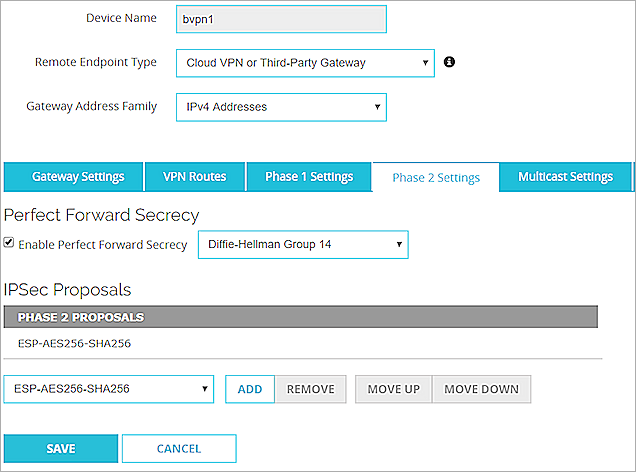 Device Name bvpn1
Remote Endpoint Type Cloud VPN or Third-Party Gateway
Gateway Address Family IPv4 Addresses
Gateway Settings VPN Routes Phase 1 Settings Phase 2 Settings Multicast Settings
Perfect Forward Secrecy
Enable Perfect Forward Secrecy Diffie-Hellman Group 14
IPSec Proposals
PHASE 2 PROPOSALS
ESP-AES256-SHA256
ESP-AES256-SHA256 ADD REMOVE MOVE UP MOVE DOWN
SAVE CANCEL